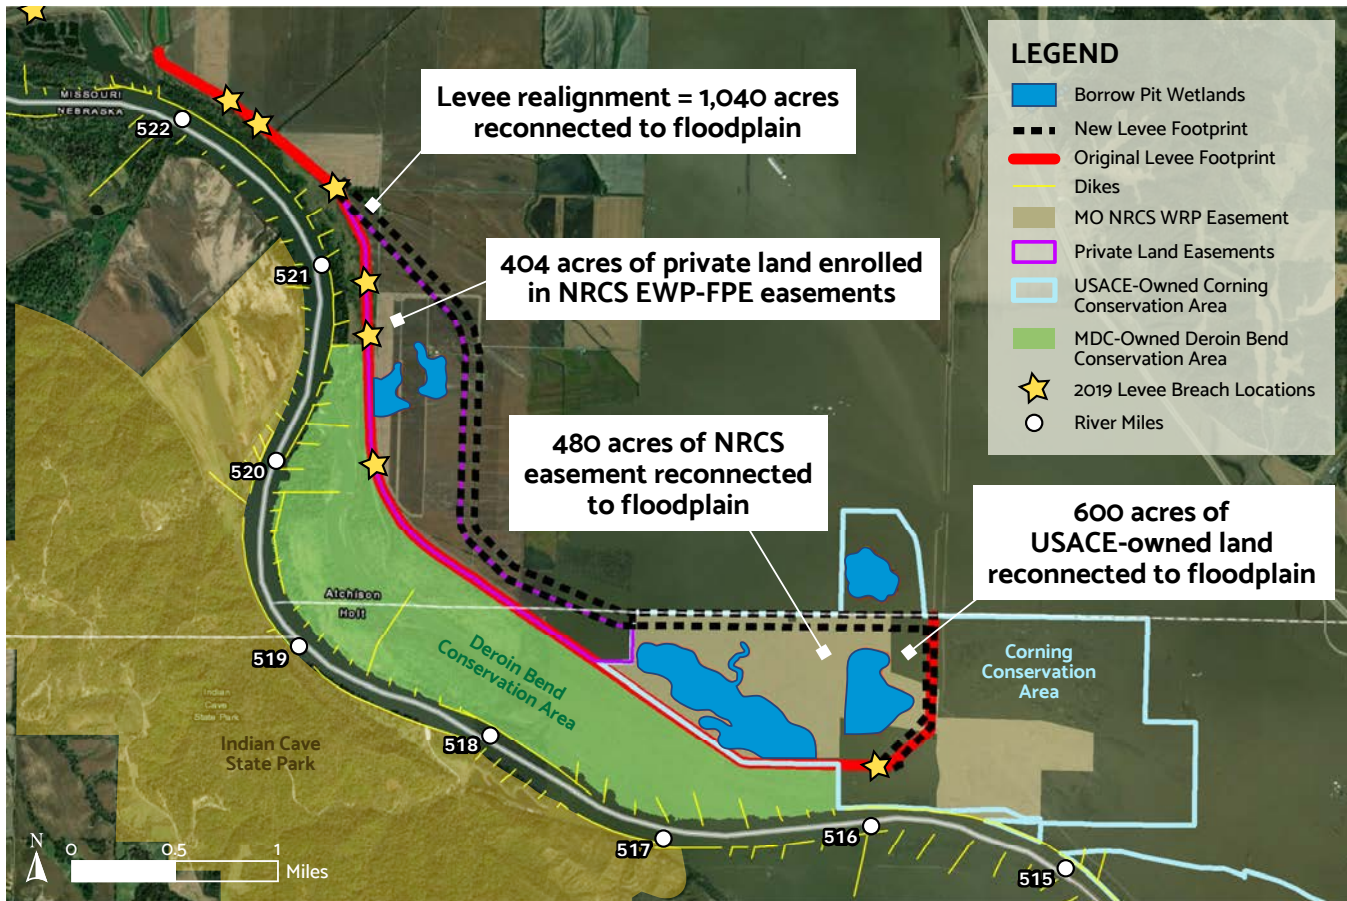 MISSOURI
NEBRASKA
522
521
520
519
518
517
516
515
Levee realignment = 1,040 acres
reconnected to floodplain
404 acres of private land enrolled
in NRCS EWP-FPE easements
480 acres of NRCS
easement reconnected
to floodplain
600 acres of
USACE-owned land
reconnected to floodplain
LEGEND
Borrow Pit Wetlands
New Levee Footprint
Original Levee Footprint
Dikes
MO NRCS WRP Easement
Private Land Easements
USACE-Owned Corning
Conservation Area
MDC-Owned Deroin Bend
Conservation Area
2019 Levee Breach Locations
River Miles
Atchison
Holt
Deroin Bend
Conservation Area
Corning
Conservation
Area
Indian
Cave
State Park
Indian Cave
State Park
N
0 0.5 1
Miles